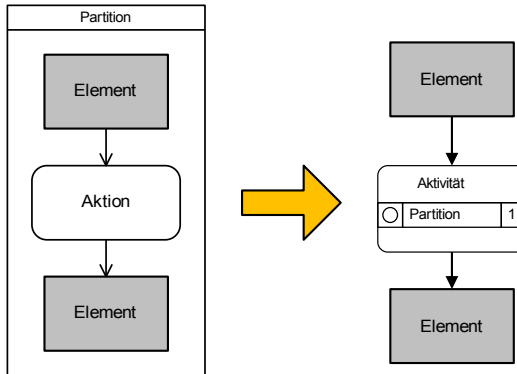 Partition
Element
Aktion
Element
Element
Aktivität
Partition 1
Element